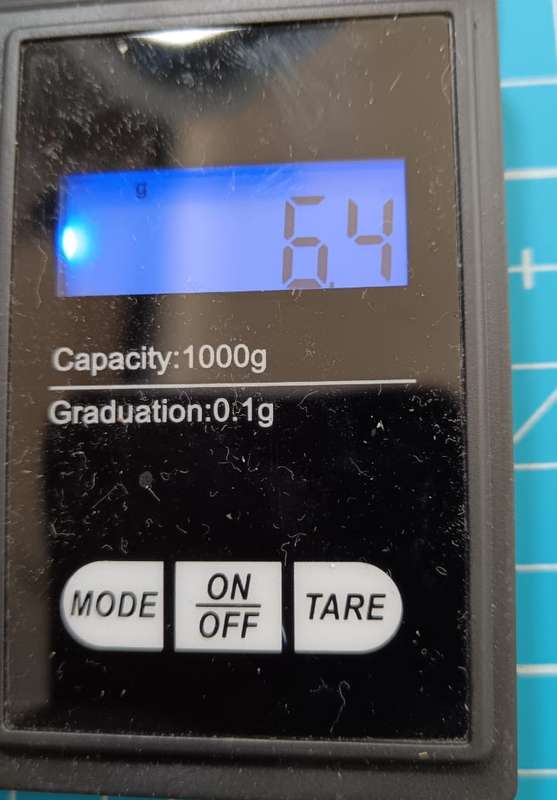 g
6.4
Capacity:1000g
Graduation:0.1g
MODE
ON
OFF
TARE